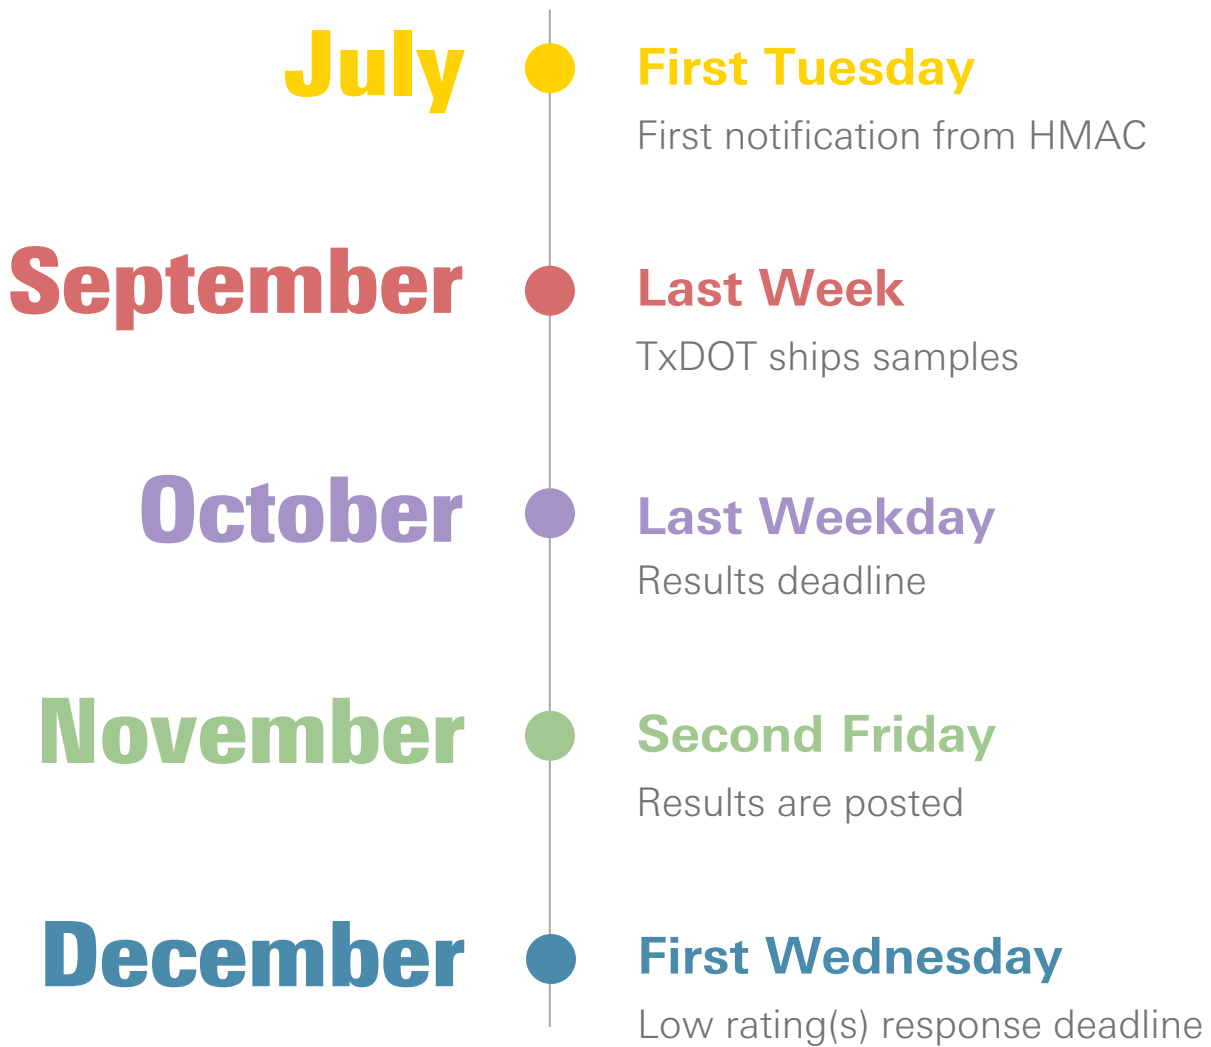 July
First Tuesday
First notification from HMAC
September
Last Week
TxDOT ships samples
October
Last Weekday
Results deadline
November
Second Friday
Results are posted
December
First Wednesday
Low rating(s) response deadline